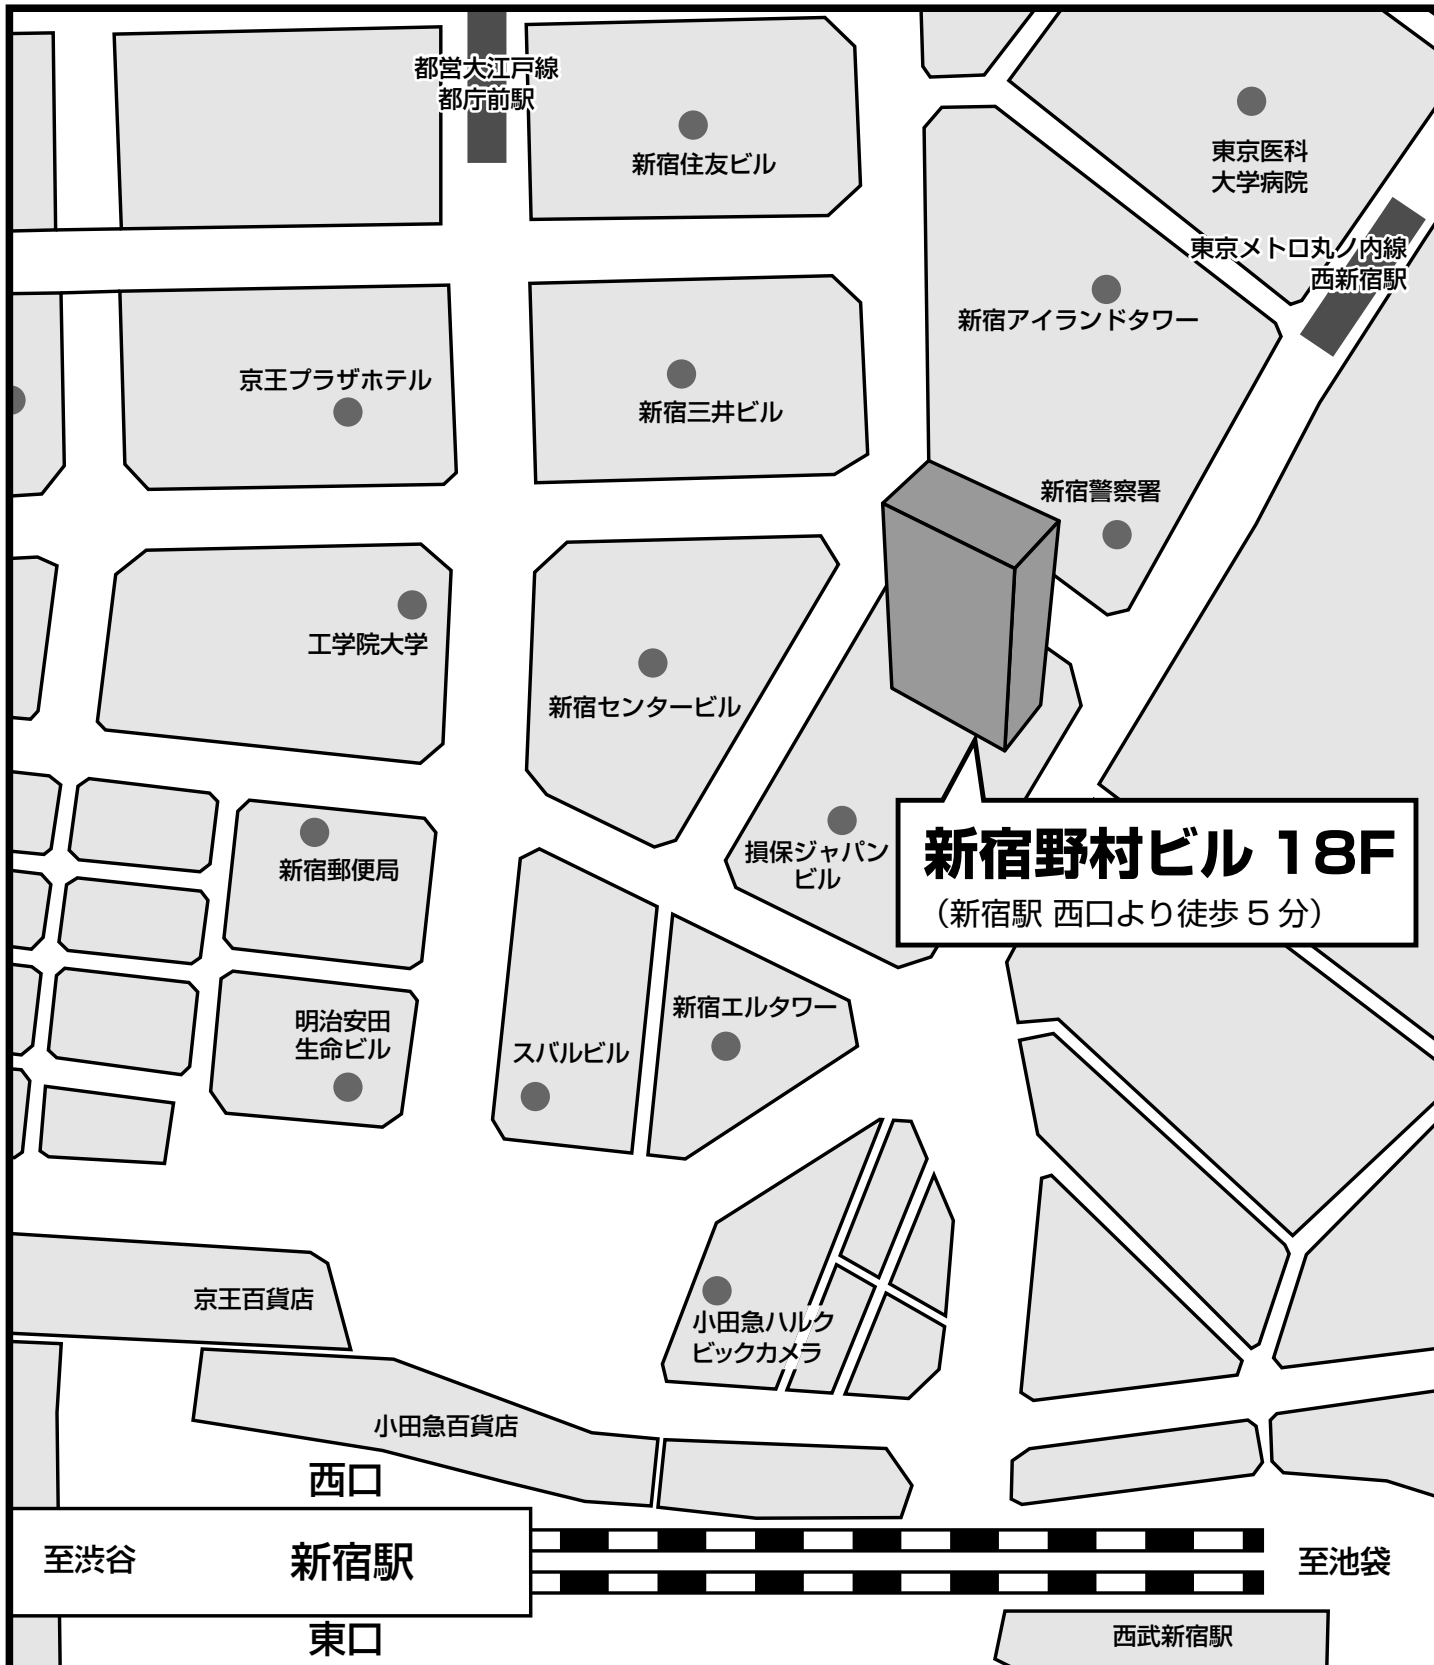 都営大江戸線
都庁前駅
新宿住友ビル
東京医科
大学病院
東京メトロ丸ノ内線
西新宿駅
新宿アイランドタワー
京王プラザホテル
新宿三井ビル
新宿警察署
工学院大学
新宿センタービル
損保ジャパン
ビル
新宿野村ビル 18F
（新宿駅 西口より徒歩 5 分）
新宿郵便局
新宿エルタワー
明治安田
生命ビル
スバルビル
京王百貨店
小田急ハルク
ビックカメラ
小田急百貨店
西口
至渋谷
新宿駅
至池袋
東口
西武新宿駅